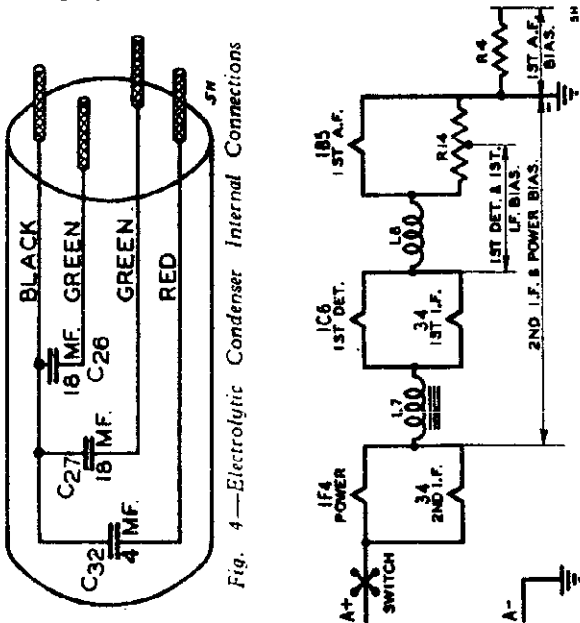 BLACK
GREEN
GREEN
RED
SH
18 MF.
C26
C27
18 MF.
C32
4 MF.
Fig. 4—Electrolytic Condenser Internal Connections
A+
SWITCH
1F4
POWER
34
2ND I.F.
L7
1C6
1ST DET.
34
1ST I.F.
L8
1B5
1ST A.F.
R14
R4
1ST A.F.
BIAS.
1ST DET. & 1ST.
I.F. BIAS.
2ND I.F. & POWER BIAS.
A-
SH